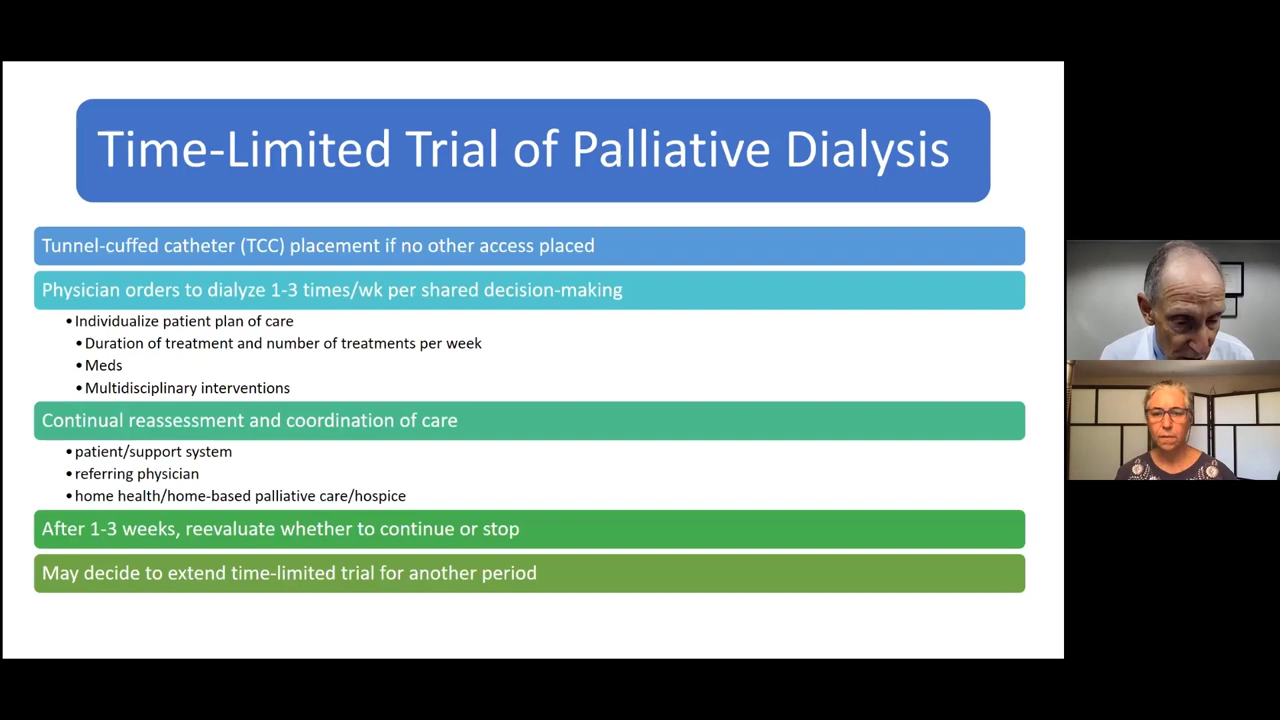 Time-Limited Trial of Palliative Dialysis
Tunnel-cuffed catheter (TCC) placement if no other access placed
Physician orders to dialyze 1-3 times/wk per shared decision-making
•Individualize patient plan of care
•Duration of treatment and number of treatments per week
•Meds
•Multidisciplinary interventions
Continual reassessment and coordination of care
•patient/support system
•referring physician
•home health/home-based palliative care/hospice
After 1-3 weeks, reevaluate whether to continue or stop
May decide to extend time-limited trial for another period